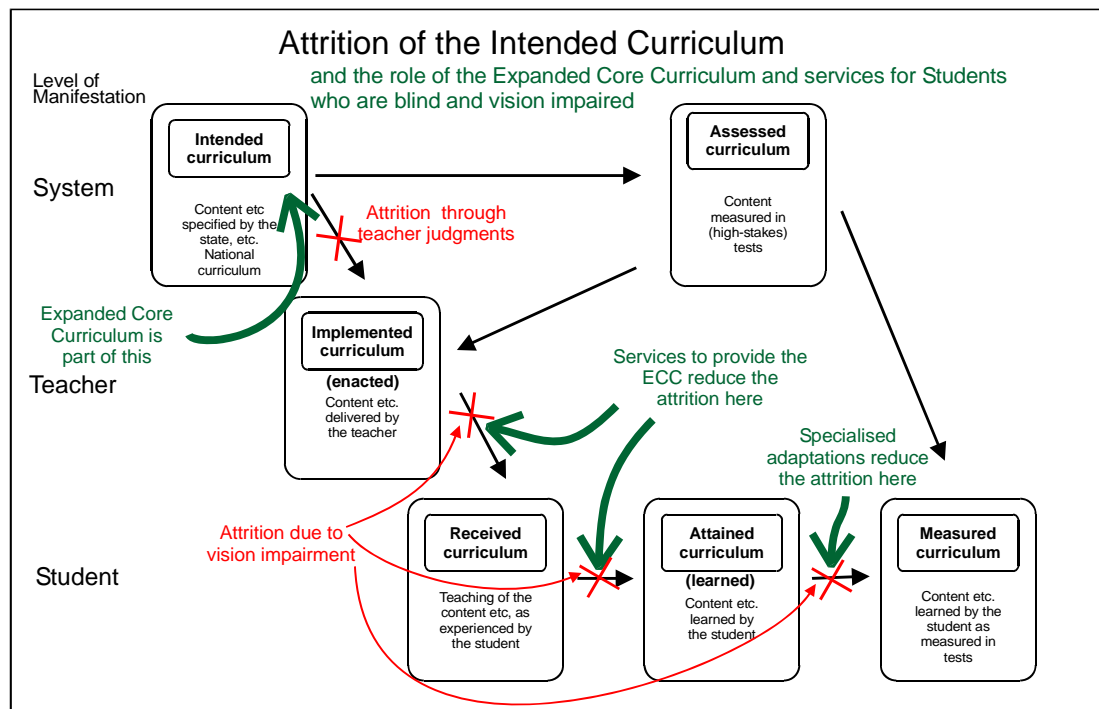 Attrition of the Intended Curriculum
and the role of the Expanded Core Curriculum and services for Students
who are blind and vision impaired
Level of
Manifestation
System
Intended
curriculum
Content etc
specified by the
state, etc.
National
curriculum
Attrition through
teacher judgments
Assessed
curriculum
Content
measured in
(high-stakes)
tests
Expanded Core
Curriculum is
part of this
Teacher
Implemented
curriculum
(enacted)
Content etc.
delivered by
the teacher
Services to provide the
ECC reduce the
attrition here
Specialised
adaptations reduce
the attrition here
Attrition due to
vision impairment
Student
Received
curriculum
Teaching of the
content etc, as
experienced by
the student
Attained
curriculum
(learned)
Content etc.
learned by
the student
Measured
curriculum
Content etc.
learned by the
student as
measured in
tests